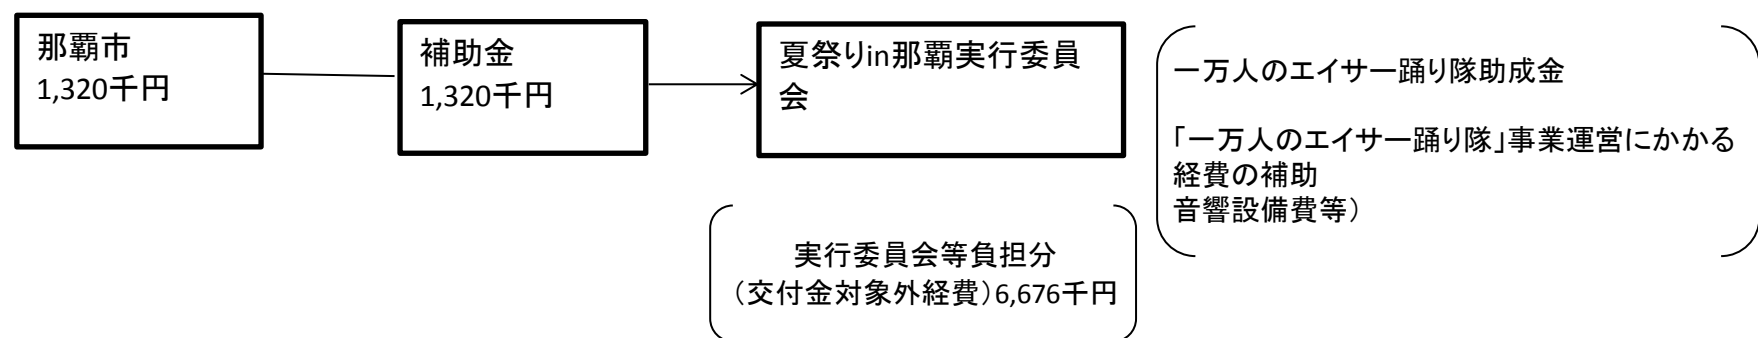 那覇市
1,320千円
補助金
1,320千円
夏祭りin那覇実行委員
会
一万人のエイサー踊り隊助成金
「一万人のエイサー踊り隊」事業運営にかかる
経費の補助
音響設備費等）
実行委員会等負担分
（交付金対象外経費）6,676千円